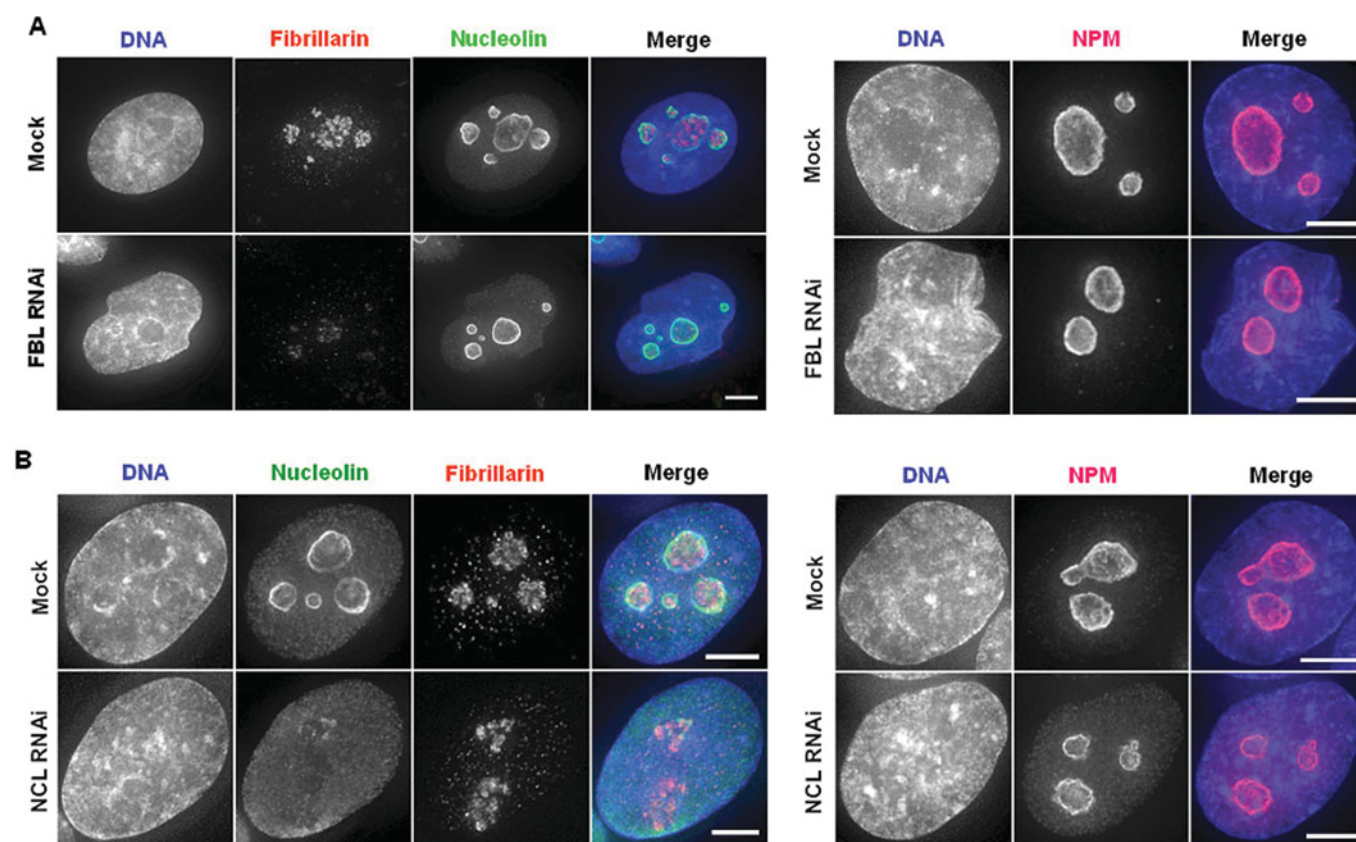 A
DNA Fibrillarin Nucleolin Merge DNA NPM Merge
Mock Mock
FBL RNAi FBL RNAi
B
DNA Nucleolin Fibrillarin Merge DNA NPM Merge
Mock Mock
NCL RNAi NCL RNAi